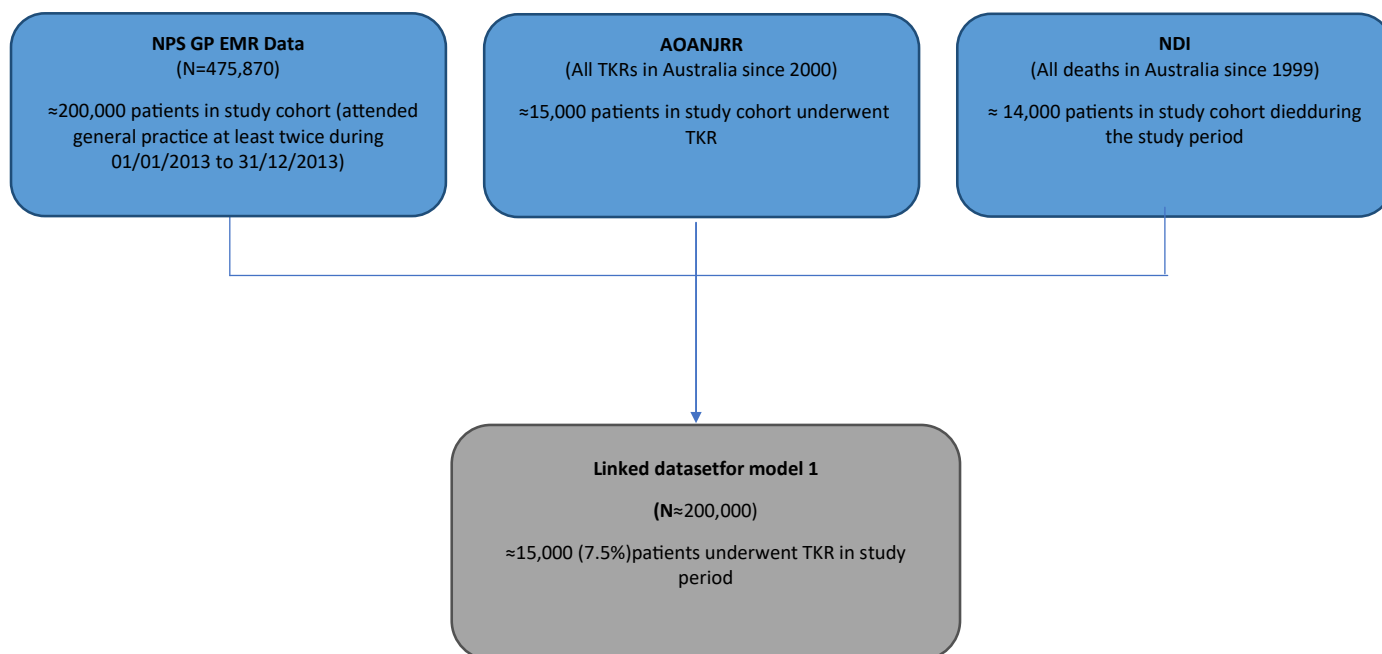 NPS GP EMR Data
(N=475,870)
≈200,000 patients in study cohort (attended
general practice at least twice during
01/01/2013 to 31/12/2013)
AOANJRR
(All TKRs in Australia since 2000)
≈15,000 patients in study cohort underwent
TKR
NDI
(All deaths in Australia since 1999)
≈ 14,000 patients in study cohort diedduring
the study period
Linked datasetfor model 1
(N≈200,000)
≈15,000 (7.5%)patients underwent TKR in study
period